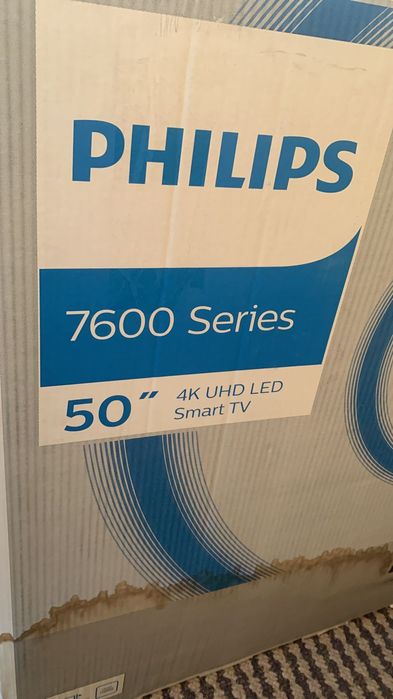 PHILIPS
7600 Series
50" 4K UHD LED
Smart TV